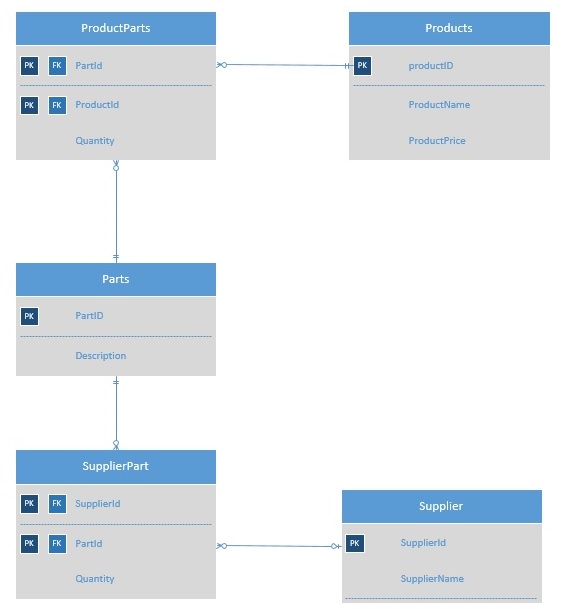 ProductParts
PK FK PartId
PK FK ProductId
Quantity
Products
PK productID
ProductName
ProductPrice
Parts
PK PartID
Description
SupplierPart
PK FK SupplierId
PK FK PartId
Quantity
Supplier
PK SupplierId
SupplierName